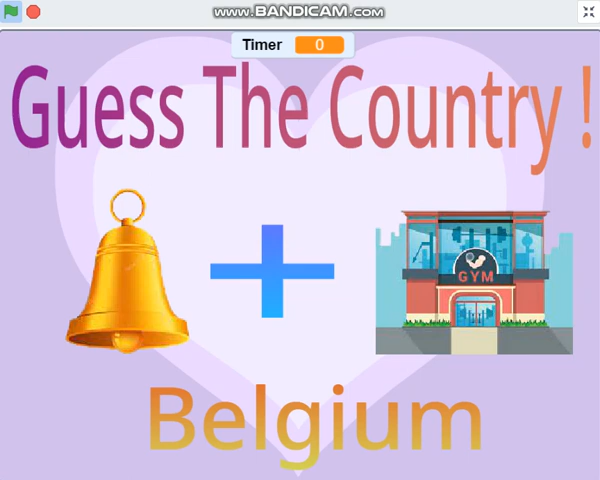 www.BANDICAM.com
Timer 0
Guess The Country !
GYM
Belgium